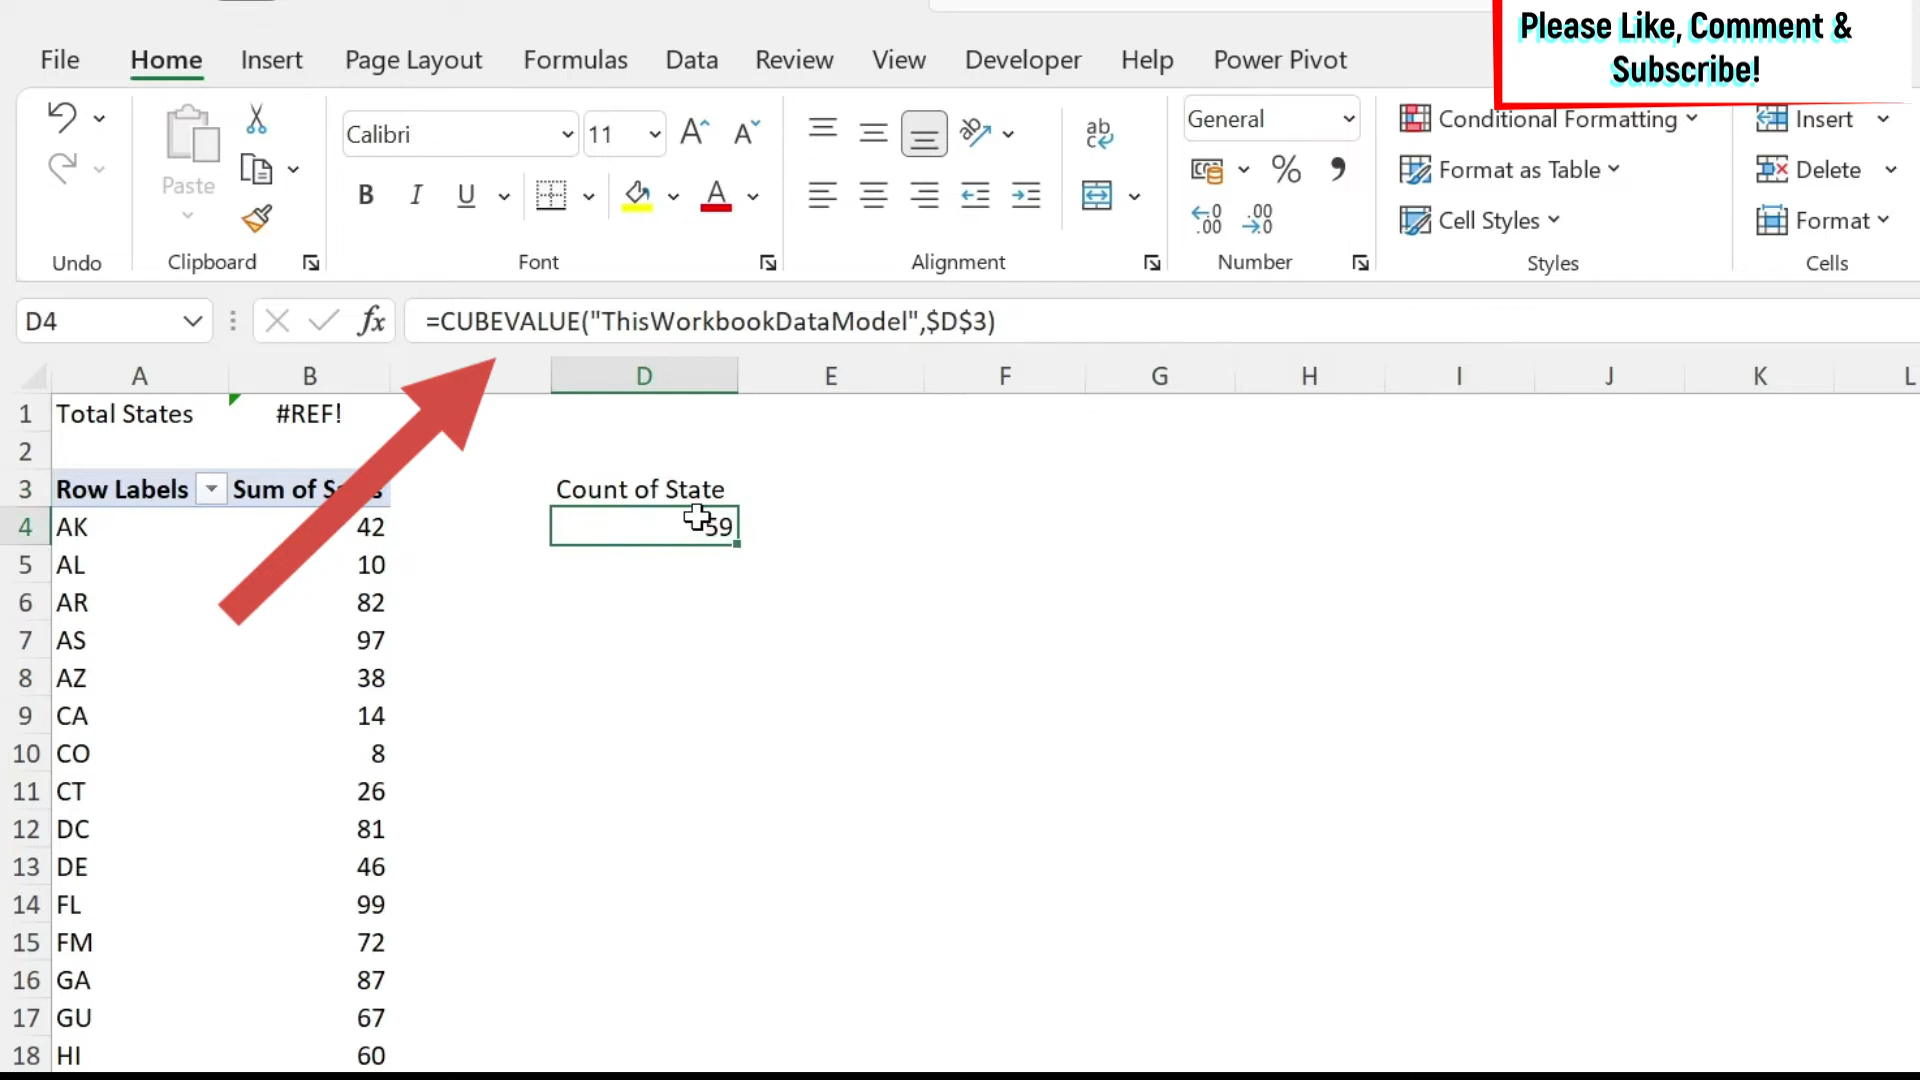 Please Like, Comment &
Subscribe!
File Home Insert Page Layout Formulas Data Review View Developer Help Power Pivot
Calibri 11 General Conditional Formatting Insert
Paste Format as Table Delete
B I U A Cell Styles Format
Undo Clipboard Font Alignment Number Styles Cells
D4 fx =CUBEVALUE("ThisWorkbookDataModel",$D$3)
A B D E F G H I J K L
1 Total States #REF!
2
3 Row Labels Sum of Count of State
4 AK 42 59
5 AL 10
6 AR 82
7 AS 97
8 AZ 38
9 CA 14
10 CO 8
11 CT 26
12 DC 81
13 DE 46
14 FL 99
15 FM 72
16 GA 87
17 GU 67
18 HI 60